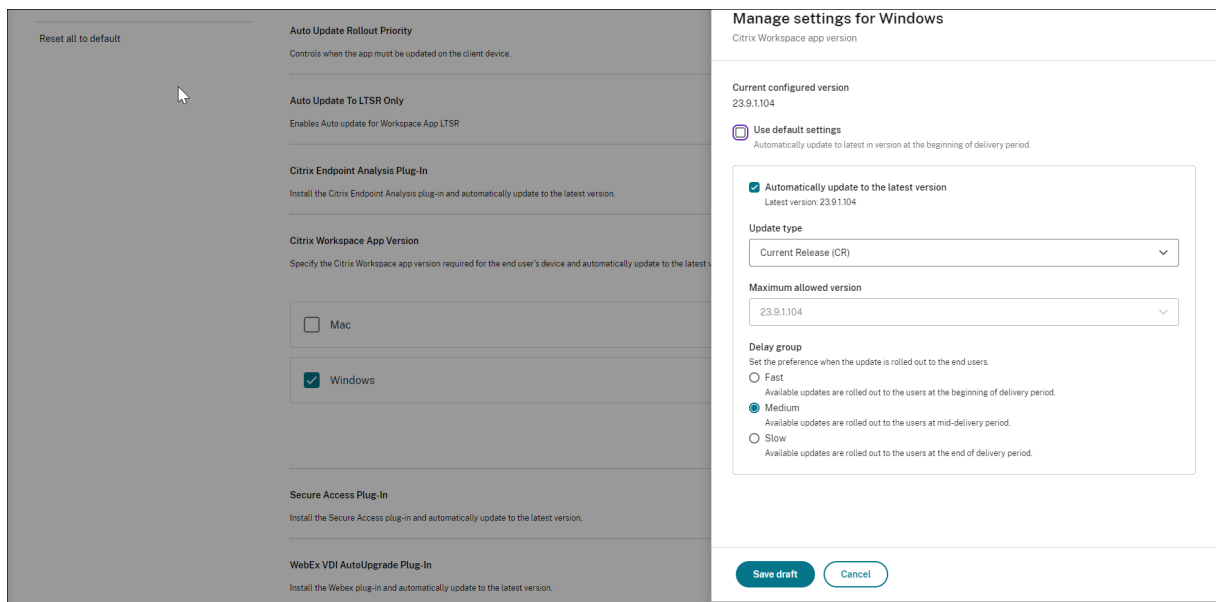 Reset all to default
Auto Update Rollout Priority
Controls when the app must be updated on the client device.
Auto Update To LTSR Only
Enables Auto update for Workspace App LTSR
Citrix Endpoint Analysis Plug-In
Install the Citrix Endpoint Analysis plug-in and automatically update to the latest version.
Citrix Workspace App Version
Specify the Citrix Workspace app version required for the end user's device and automatically update to the latest
Mac
Windows
Secure Access Plug-In
Install the Secure Access plug-in and automatically update to the latest version.
WebEx VDI AutoUpgrade Plug-In
Install the Webex plug-in and automatically update to the latest version.
Manage settings for Windows
Citrix Workspace app version
Current configured version
23.9.1.104
Use default settings
Automatically update to latest in version at the beginning of delivery period.
Automatically update to the latest version
Latest version: 23.9.1.104
Update type
Current Release (CR)
Maximum allowed version
23.9.1.104
Delay group
Set the preference when the update is rolled out to the end users.
Fast
Available updates are rolled out to the users at the beginning of delivery period.
Medium
Available updates are rolled out to the users at mid-delivery period.
Slow
Available updates are rolled out to the users at the end of delivery period.
Save draft
Cancel